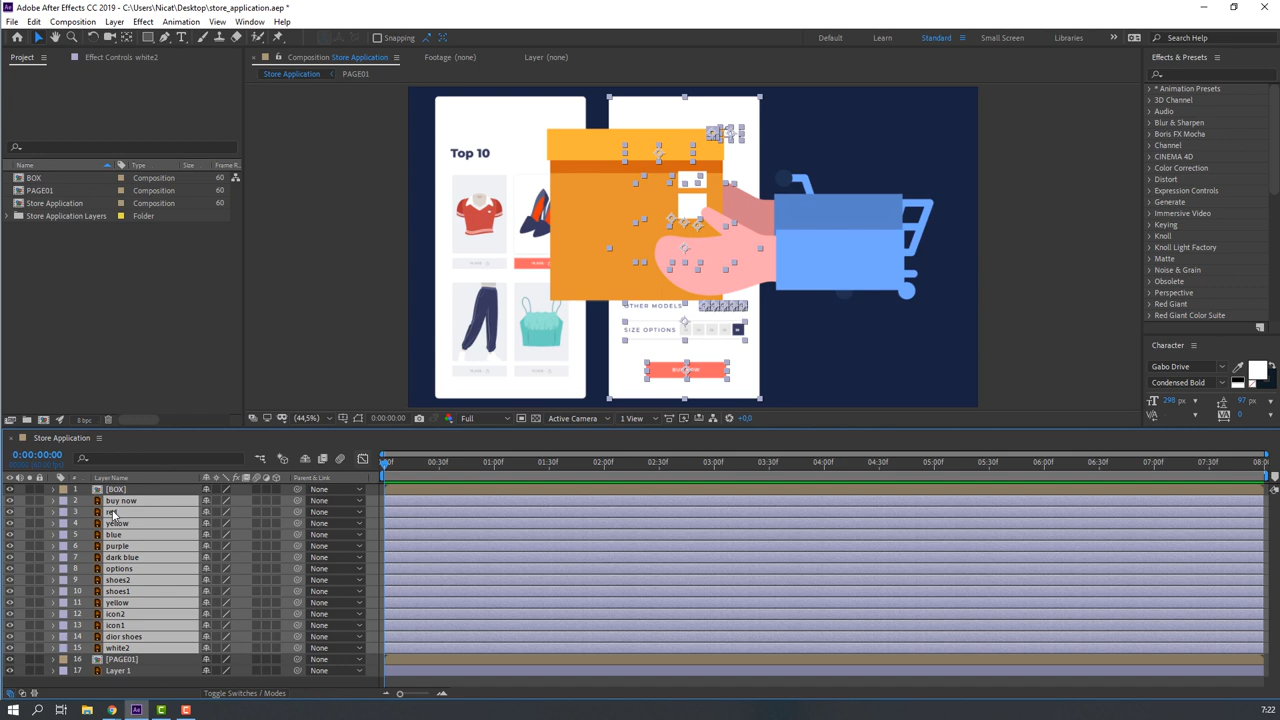 Adobe After Effects CC 2019 - C:\Users\Nicat\Desktop\store_application.aep *
File Edit Composition Layer Effect Animation View Window Help
Snapping
Default Learn Standard Small Screen Libraries Search Help
Project Effect Controls white2
Composition Store Application Footage (none) Layer (none)
Store Application PAGE01
Effects & Presets
* Animation Presets
3D Channel
Audio
Blur & Sharpen
Boris FX Mocha
Channel
CINEMA 4D
Color Correction
Distort
Expression Controls
Generate
Immersive Video
Keying
Knoll
Knoll Light Factory
Matte
Noise & Grain
Obsolete
Perspective
Red Giant
Red Giant Color Suite
Name Type Size Frame R...
BOX Composition 60
PAGE01 Composition 60
Store Application Composition 60
Store Application Layers Folder
Top 10
OTHER MODELS
SIZE OPTIONS
Character
Gabo Drive
Condensed Bold
298 px
97 px
0
8 bpc
(44,5%) 0:00:00:00 Full Active Camera 1 View +0,0
Store Application
0:00:00:00
00:30f 01:00f 01:30f 02:00f 02:30f 03:00f 03:30f 04:00f 04:30f 05:00f 05:30f 06:00f 06:30f 07:00f 07:30f 08:00
# Layer Name Parent & Link
1 [BOX] None
2 buy now None
3 red None
4 yellow None
5 blue None
6 purple None
7 dark blue None
8 options None
9 shoes2 None
10 shoes1 None
11 yellow None
12 icon2 None
13 icon1 None
14 dior shoes None
15 white2 None
16 [PAGE01] None
17 Layer 1 None
Toggle Switches / Modes
7:22